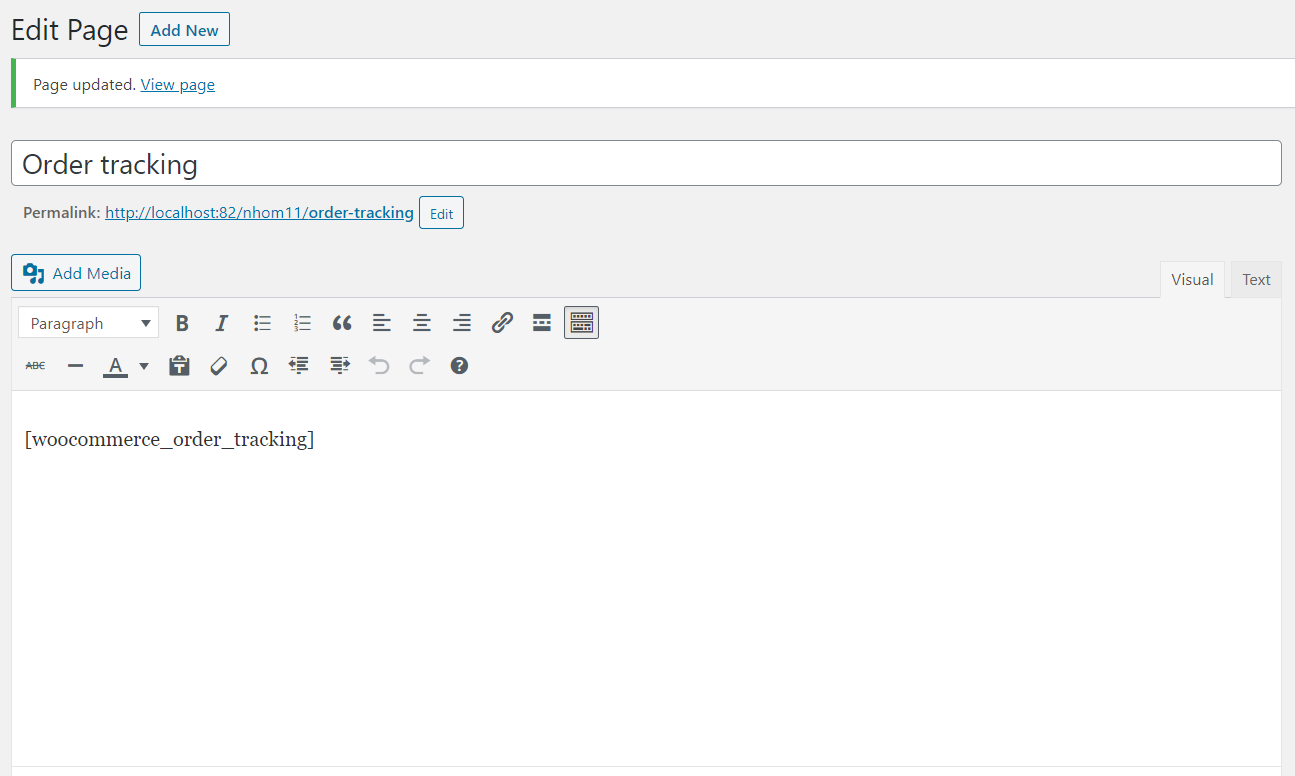 Edit Page Add New
Page updated. View page
Order tracking
Permalink: http://localhost:82/nhom11/order-tracking Edit
Add Media
Visual Text
Paragraph B I
ABC A Ω ?
[woocommerce_order_tracking]